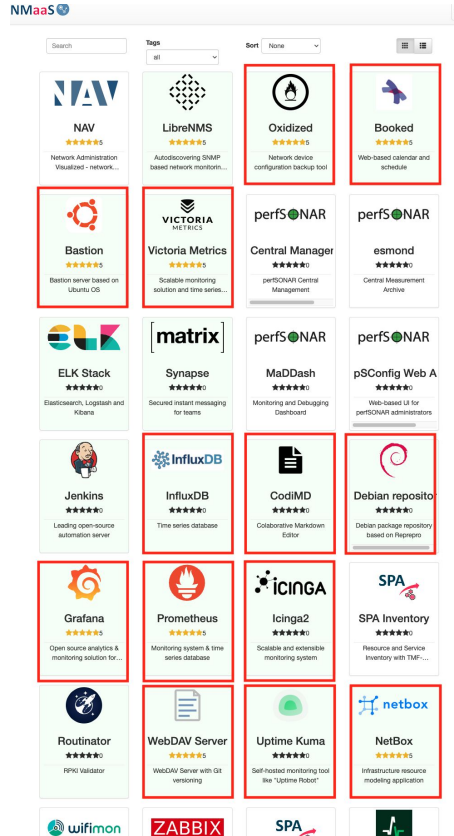 NMaaS
Search
Tags
all
Sort
None
NAV
NAV
5
Network Administration
Visualized - network,...
LibreNMS
5
Autodiscovering SNMP
based network monitorin...
Oxidized
5
Network device
configuration backup tool
Booked
5
Web-based calendar and
schedule
Bastion
5
Bastion server based on
Ubuntu OS
VICTORIA
METRICS
Victoria Metrics
5
Scalable monitoring
solution and time series...
perfSONAR
Central Manager
0
perfSONAR Central
Management
perfSONAR
esmond
0
Central Measurement
Archive
ELK
ELK Stack
0
Elasticsearch, Logstash and
Kibana
[matrix]
Synapse
0
Secured instant messaging
for teams
perfSONAR
MaDDash
0
Monitoring and Debugging
Dashboard
perfSONAR
pSConfig Web A
0
Web-based UI for
perfSONAR administrators
Jenkins
0
Leading open-source
automation server
InfluxDB
InfluxDB
0
Time series database
CodiMD
0
Colaborative Markdown
Editor
Debian reposito
0
Debian package repository
based on Reprepro
Grafana
5
Open source analytics &
monitoring solution for...
Prometheus
5
Monitoring system & time
series database
ICINGA
Icinga2
0
Scalable and extensible
monitoring system
SPA
SPA Inventory
0
Resource and Service
Inventory with TMF-...
Routinator
0
RPKI Validator
WebDAV Server
5
WebDAV Server with Git
versioning
Uptime Kuma
0
Self-hosted monitoring tool
like "Uptime Robot"
netbox
NetBox
5
Infrastructure resource
modeling application
wifimon
ZABBIX
SPA